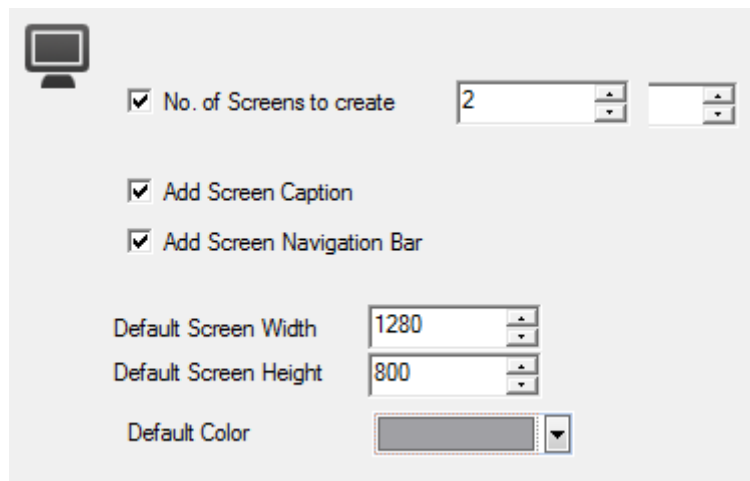 No. of Screens to create 2
Add Screen Caption
Add Screen Navigation Bar
Default Screen Width 1280
Default Screen Height 800
Default Color